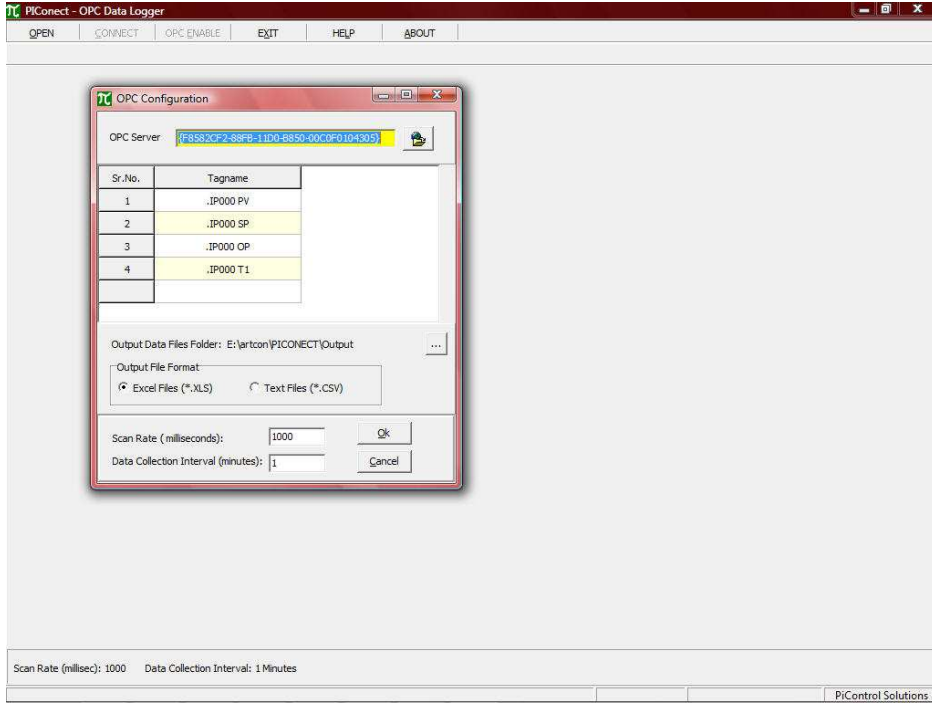 PIConect - OPC Data Logger
OPEN CONNECT OPC ENABLE EXIT HELP ABOUT
OPC Configuration
OPC Server {F8582CF2-88FB-11D0-B850-00C0F0104305}
Sr.No. Tagname
1 .IP000 PV
2 .IP000 SP
3 .IP000 OP
4 .IP000 T1
Output Data Files Folder: E:\artcon\PICONECT\Output ...
Output File Format
Excel Files (*.XLS) Text Files (*.CSV)
Scan Rate ( milliseconds): 1000 Ok
Data Collection Interval (minutes): 1 Cancel
Scan Rate (millisec): 1000 Data Collection Interval: 1 Minutes
PiControl Solutions